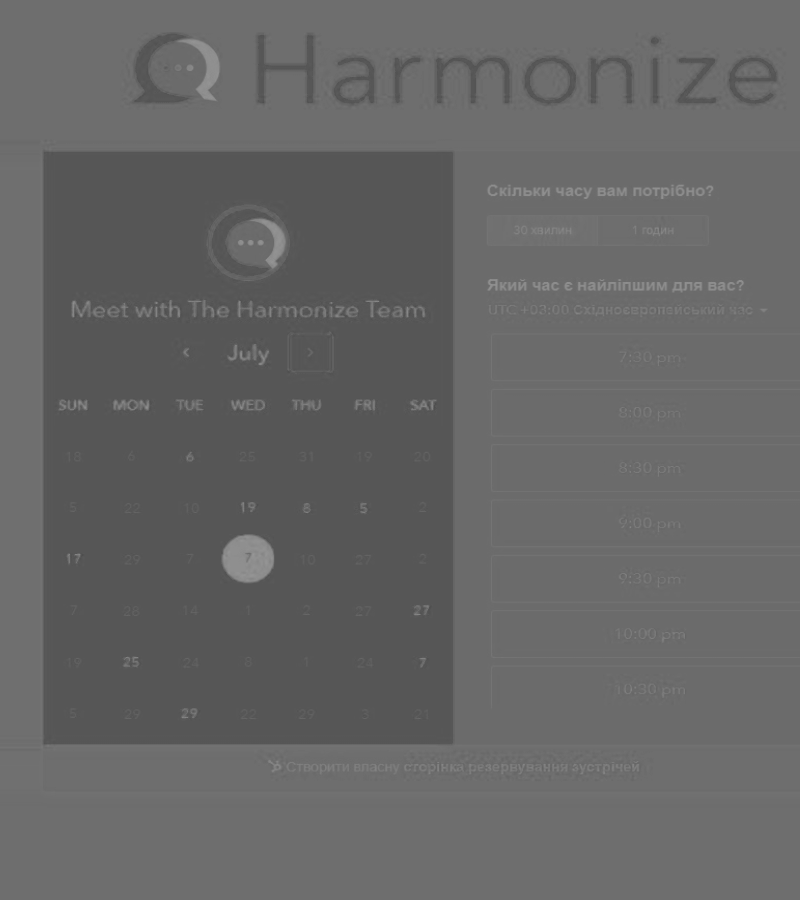 Harmonize
Meet with The Harmonize Team
July
SUN MON TUE WED THU FRI SAT
18 6 6 25 31 19 20
5 22 10 19 8 5 2
17 29 7 7 10 27 2
7 28 14 1 2 27 27
19 25 24 8 1 24 7
5 29 29 22 29 3 21
Скільки часу вам потрібно?
30 хвилин 1 годин
Який час є найліпшим для вас?
UTC +03:00 Східноєвропейський час
7:30 pm
8:00 pm
8:30 pm
9:00 pm
9:30 pm
10:00 pm
10:30 pm
Створити власну сторінка резервування зустрічей